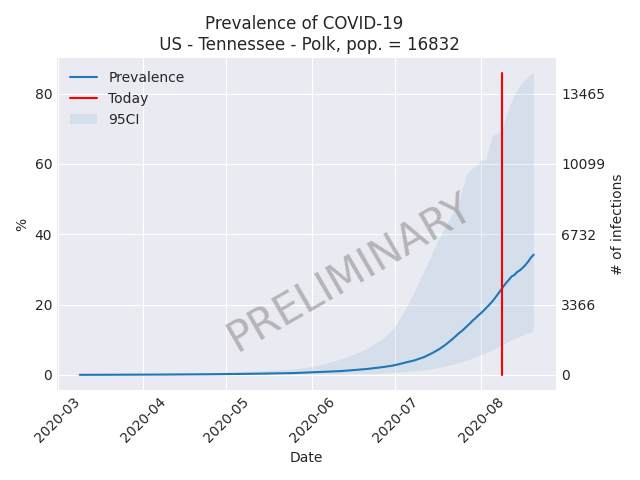 Prevalence of COVID-19
US - Tennessee - Polk, pop. = 16832
Prevalence
Today
95CI
PRELIMINARY
80
60
40
20
0
%
13465
10099
6732
3366
0
# of infections
2020-03
2020-04
2020-05
2020-06
2020-07
2020-08
Date